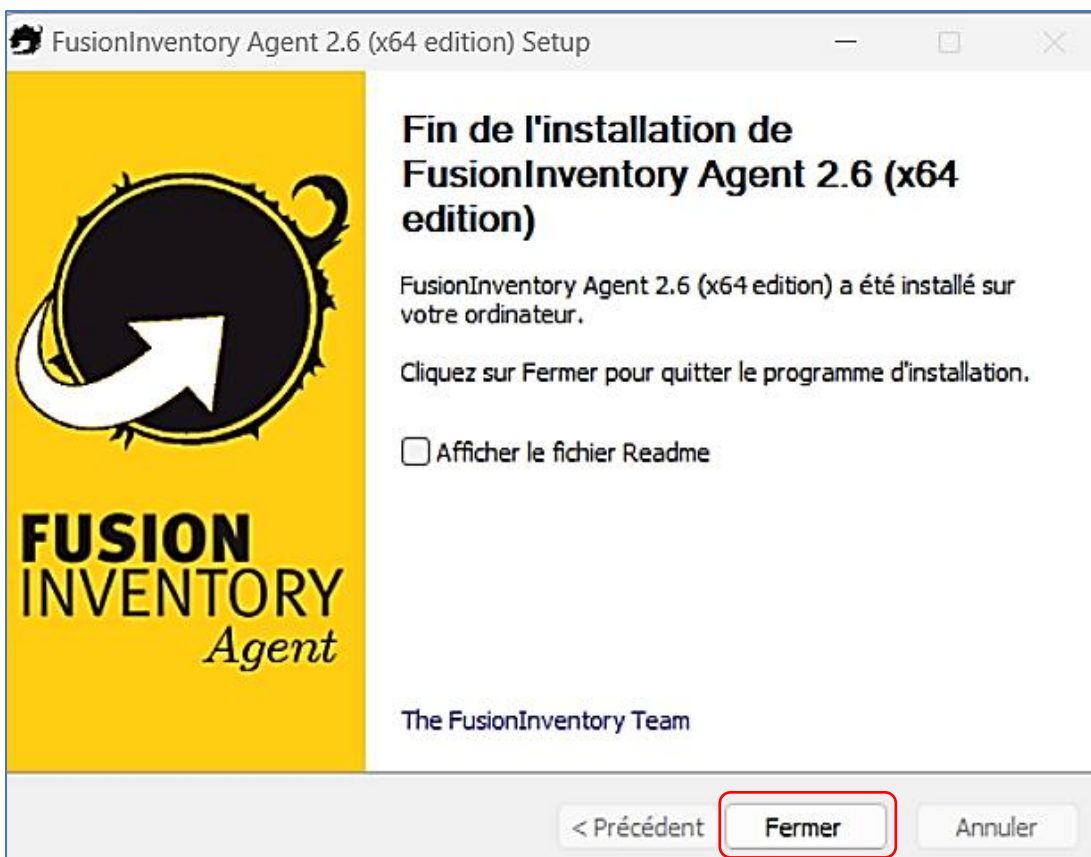 FusionInventory Agent 2.6 (x64 edition) Setup
Fin de l'installation de
FusionInventory Agent 2.6 (x64
edition)
FusionInventory Agent 2.6 (x64 edition) a été installé sur
votre ordinateur.
Cliquez sur Fermer pour quitter le programme d'installation.
Afficher le fichier Readme
FUSION
INVENTORY
Agent
The FusionInventory Team
< Précédent
Fermer
Annuler